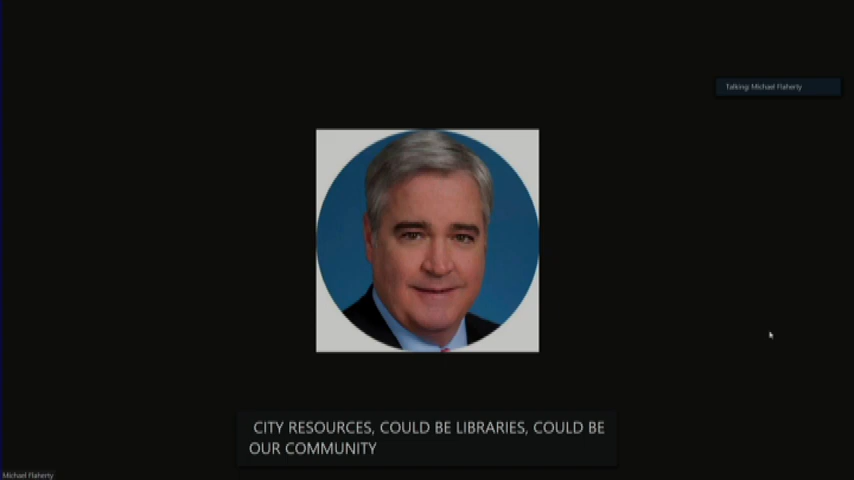 Talking: Michael Flaherty
CITY RESOURCES, COULD BE LIBRARIES, COULD BE
OUR COMMUNITY
Michael Flaherty